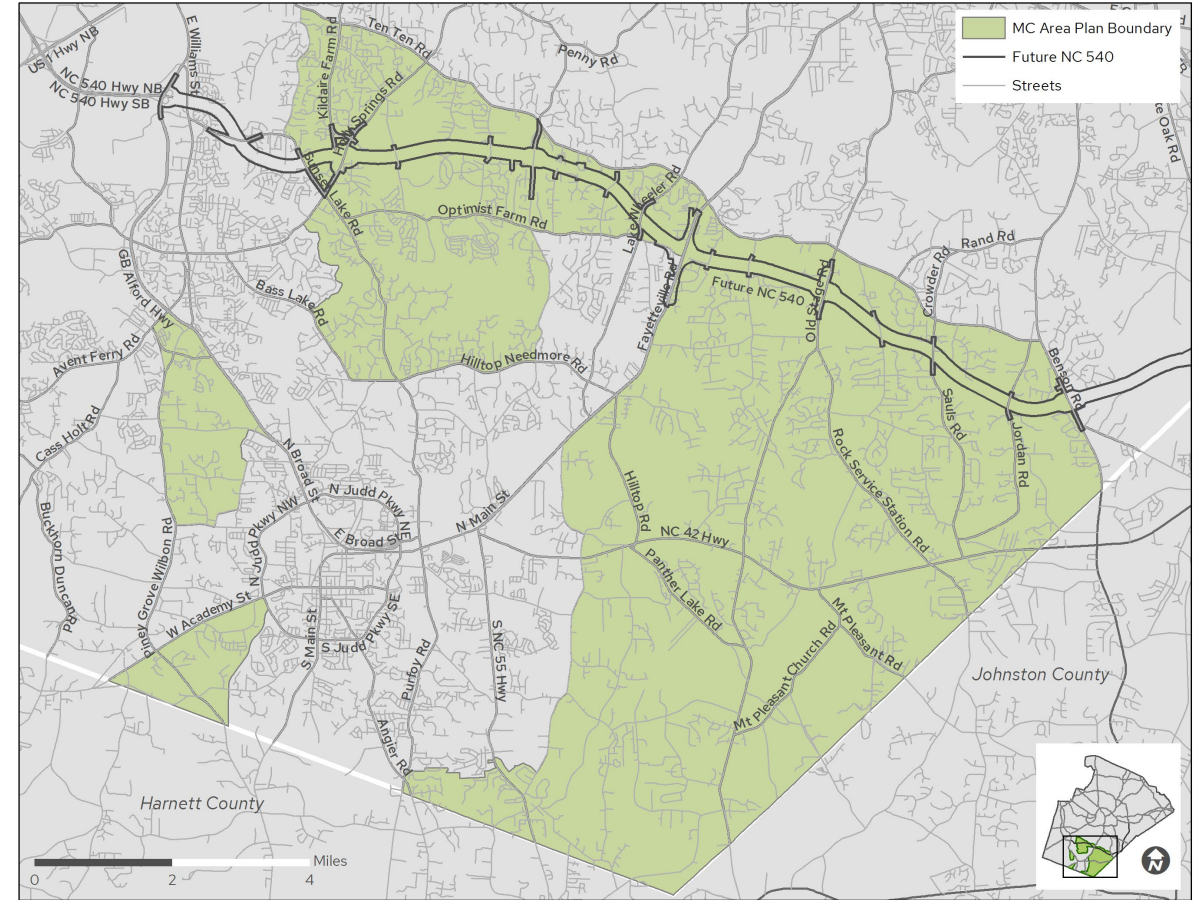 MC Area Plan Boundary
Future NC 540
Streets
US 1 Hwy NB
E Williams St
NC 540 Hwy NB
NC 540 Hwy SB
Kildaire Farm Rd
Ten Ten Rd
Penny Rd
Holly Springs Rd
Sunset Lake Rd
Optimist Farm Rd
Lake Wheeler Rd
Rand Rd
Crowder Rd
GB Alford Hwy
Bass Lake Rd
Fayetteville Rd
Future NC 540
Old Stage Rd
Avent Ferry Rd
Hilltop Needmore Rd
Benson Rd
Cass Holt Rd
Sauls Rd
Jordan Rd
N Broad St
Rock Service Station Rd
Hilltop Rd
N Judd Pkwy NW
N Judd Pkwy NE
N Main St
E Broad St
NC 42 Hwy
Buckhorn Duncan Rd
Piney Grove Wilbon Rd
Panther Lake Rd
W Academy St
S Main St
S Judd Pkwy SE
Purfoy Rd
S NC 55 Hwy
Mt Pleasant Rd
Mt Pleasant Church Rd
Angier Rd
Johnston County
Harnett County
Miles
0 2 4
N